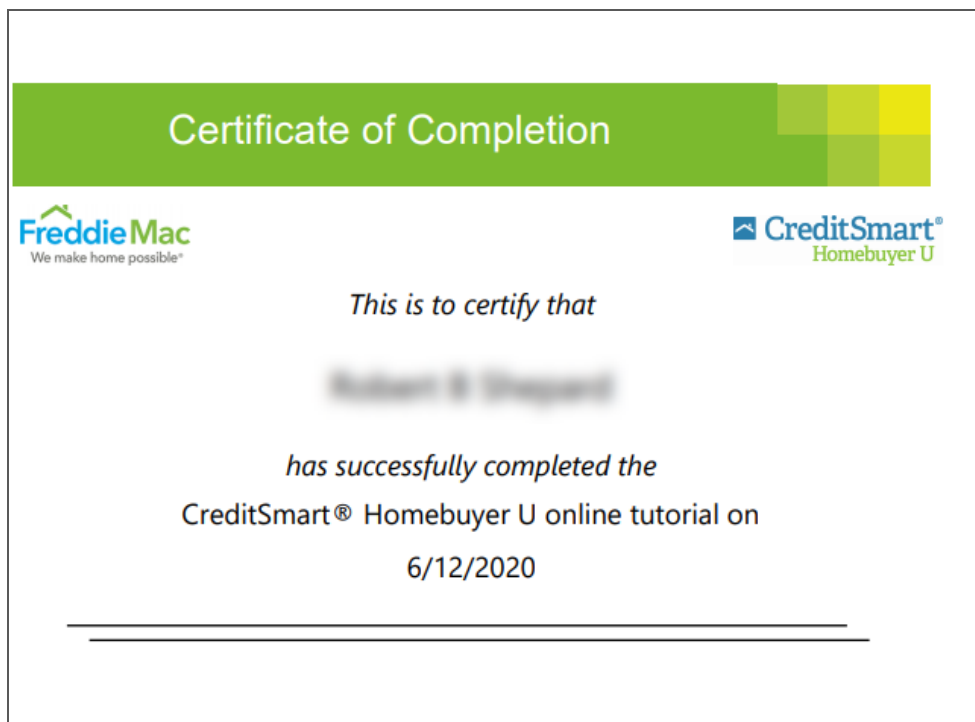 Certificate of Completion
FreddieMac
We make home possible®
CreditSmart®
Homebuyer U
This is to certify that
has successfully completed the
CreditSmart® Homebuyer U online tutorial on
6/12/2020